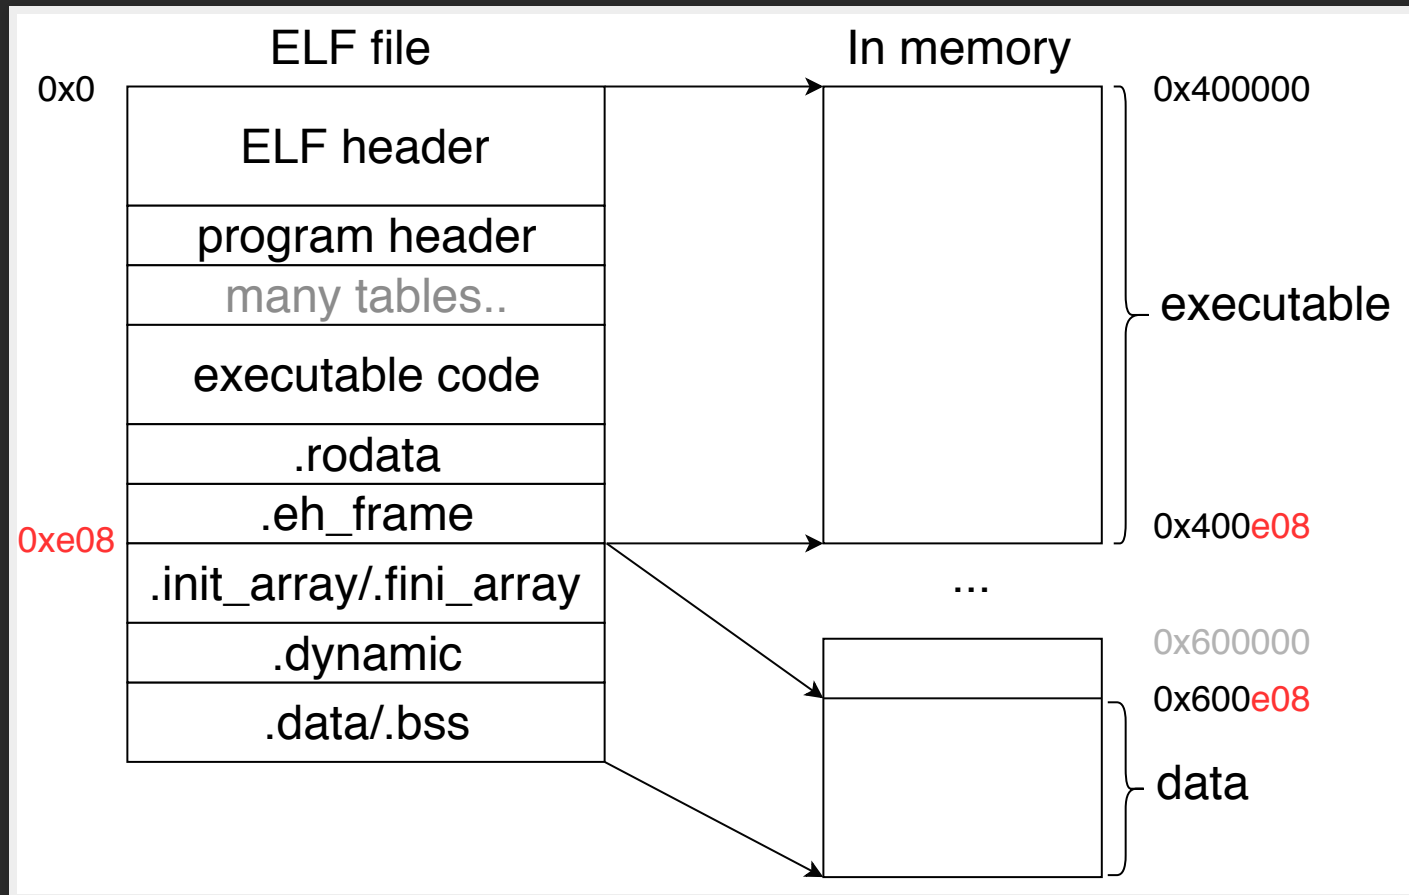 ELF file
In memory
0x0
0x400000
ELF header
program header
many tables..
executable
executable code
.rodata
.eh_frame
0x400e08
0xe08
.init_array/.fini_array
...
0x600000
.dynamic
0x600e08
.data/.bss
data